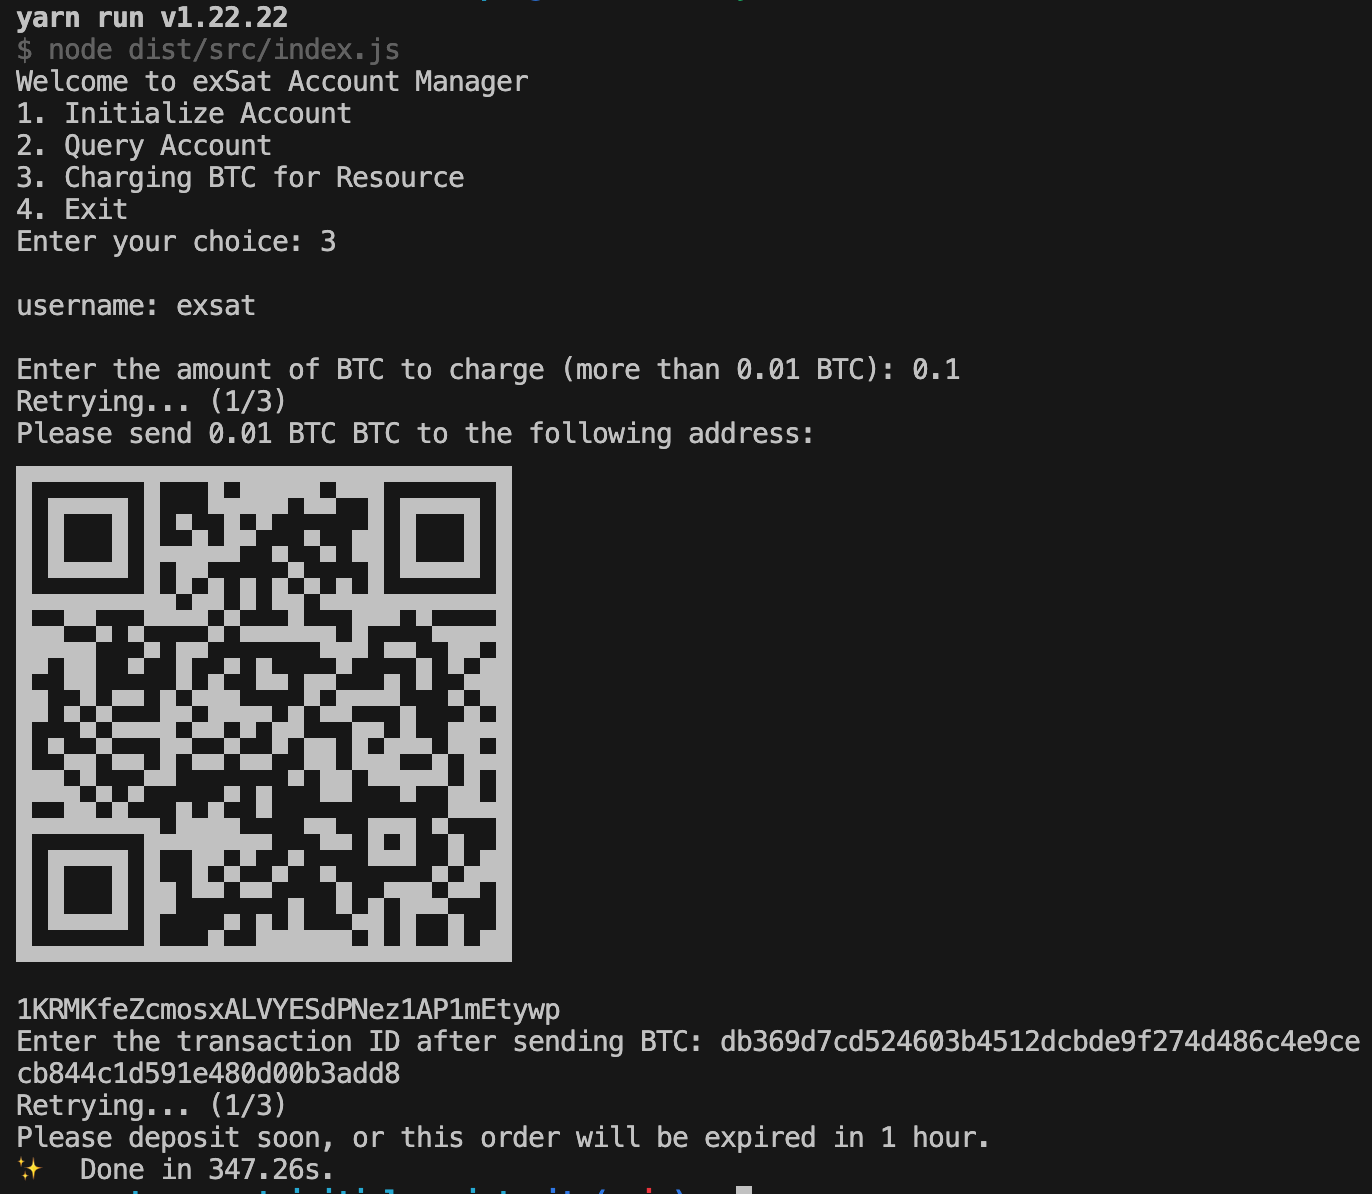 yarn run v1.22.22
$ node dist/src/index.js
Welcome to exSat Account Manager
1. Initialize Account
2. Query Account
3. Charging BTC for Resource
4. Exit
Enter your choice: 3
username: exsat
Enter the amount of BTC to charge (more than 0.01 BTC): 0.1
Retrying... (1/3)
Please send 0.01 BTC BTC to the following address:
1KRMKfeZcmosxALVYESdPNez1AP1mEtywp
Enter the transaction ID after sending BTC: db369d7cd524603b4512dcbde9f274d486c4e9ce
cb844c1d591e480d00b3add8
Retrying... (1/3)
Please deposit soon, or this order will be expired in 1 hour.
✨ Done in 347.26s.